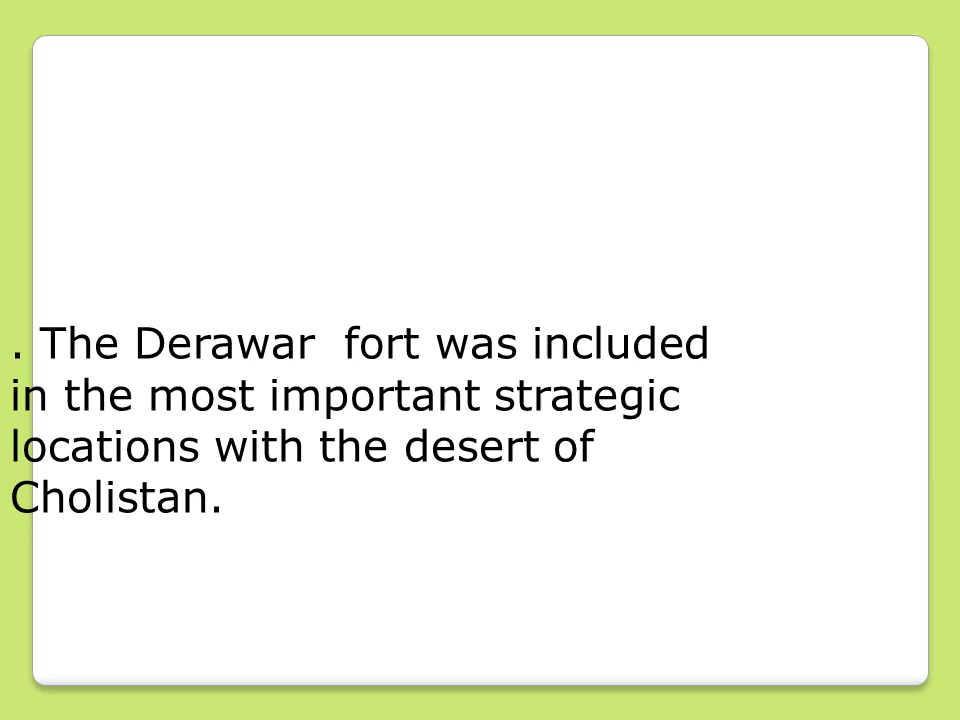 . The Derawar  fort was included
in the most important strategic
locations with the desert of
Cholistan.